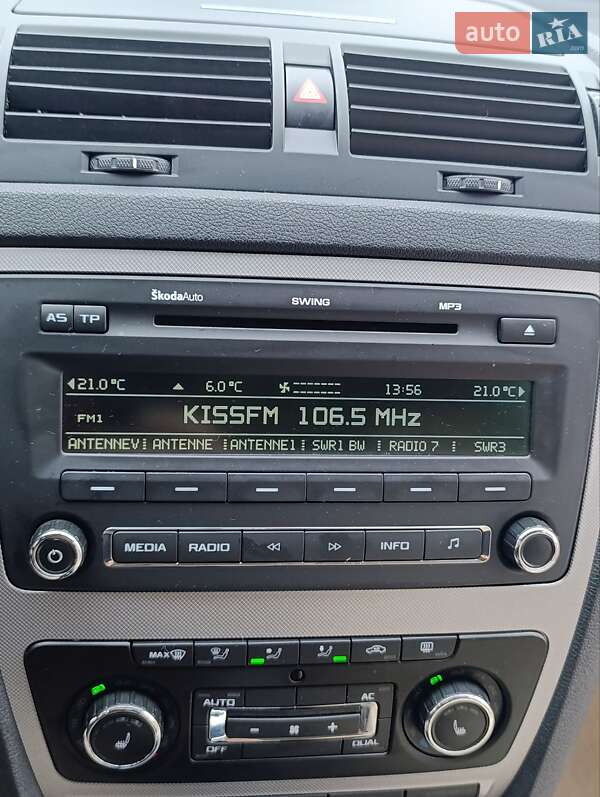 auto RIA.com
ŠkodaAuto SWING MP3
AS TP
21.0°C 6.0°C 13:56 21.0°C
FM1 KISSFM 106.5 MHz
ANTENNEV ANTENNE ANTENNE1 SWR1 BW RADIO 7 SWR3
MEDIA RADIO INFO
MAX
AUTO AC
OFF DUAL